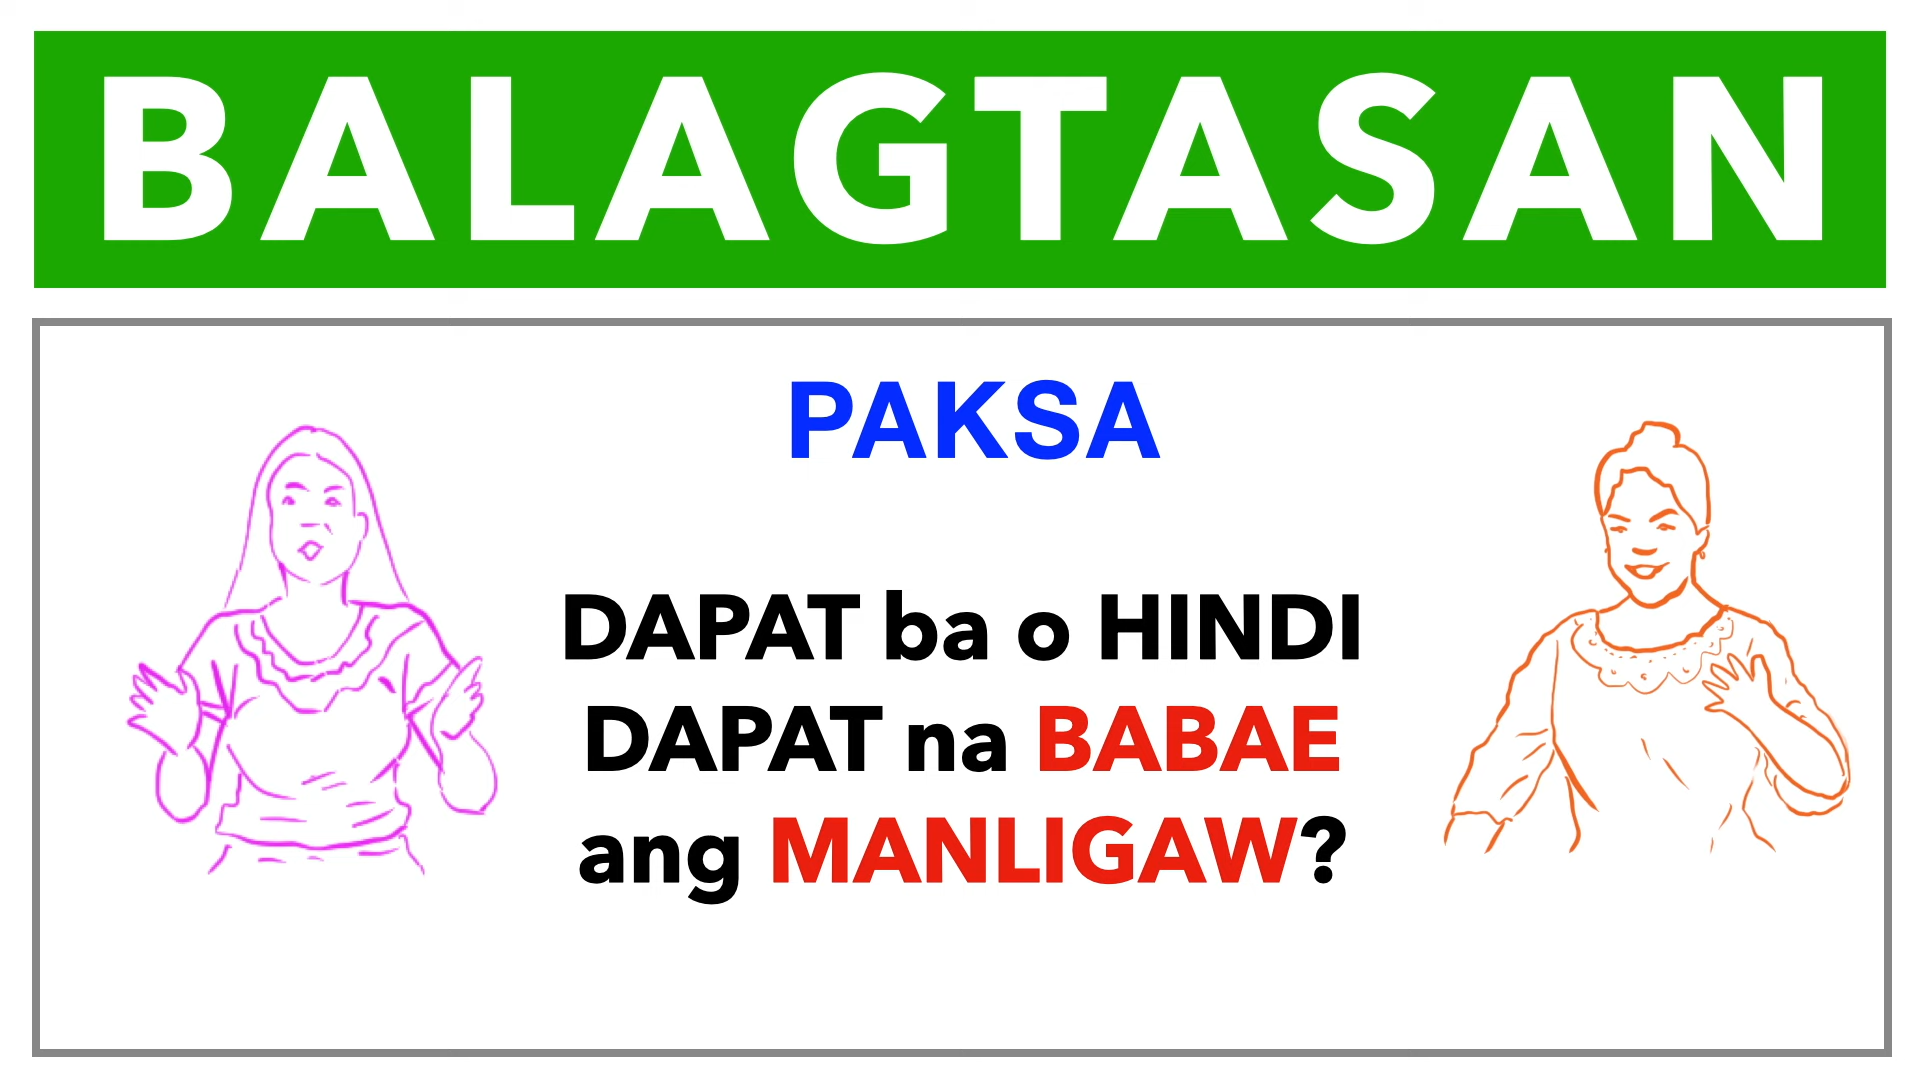 BALAGTASAN
PAKSA
DAPAT ba o HINDI
DAPAT na BABAE
ang MANLIGAW?